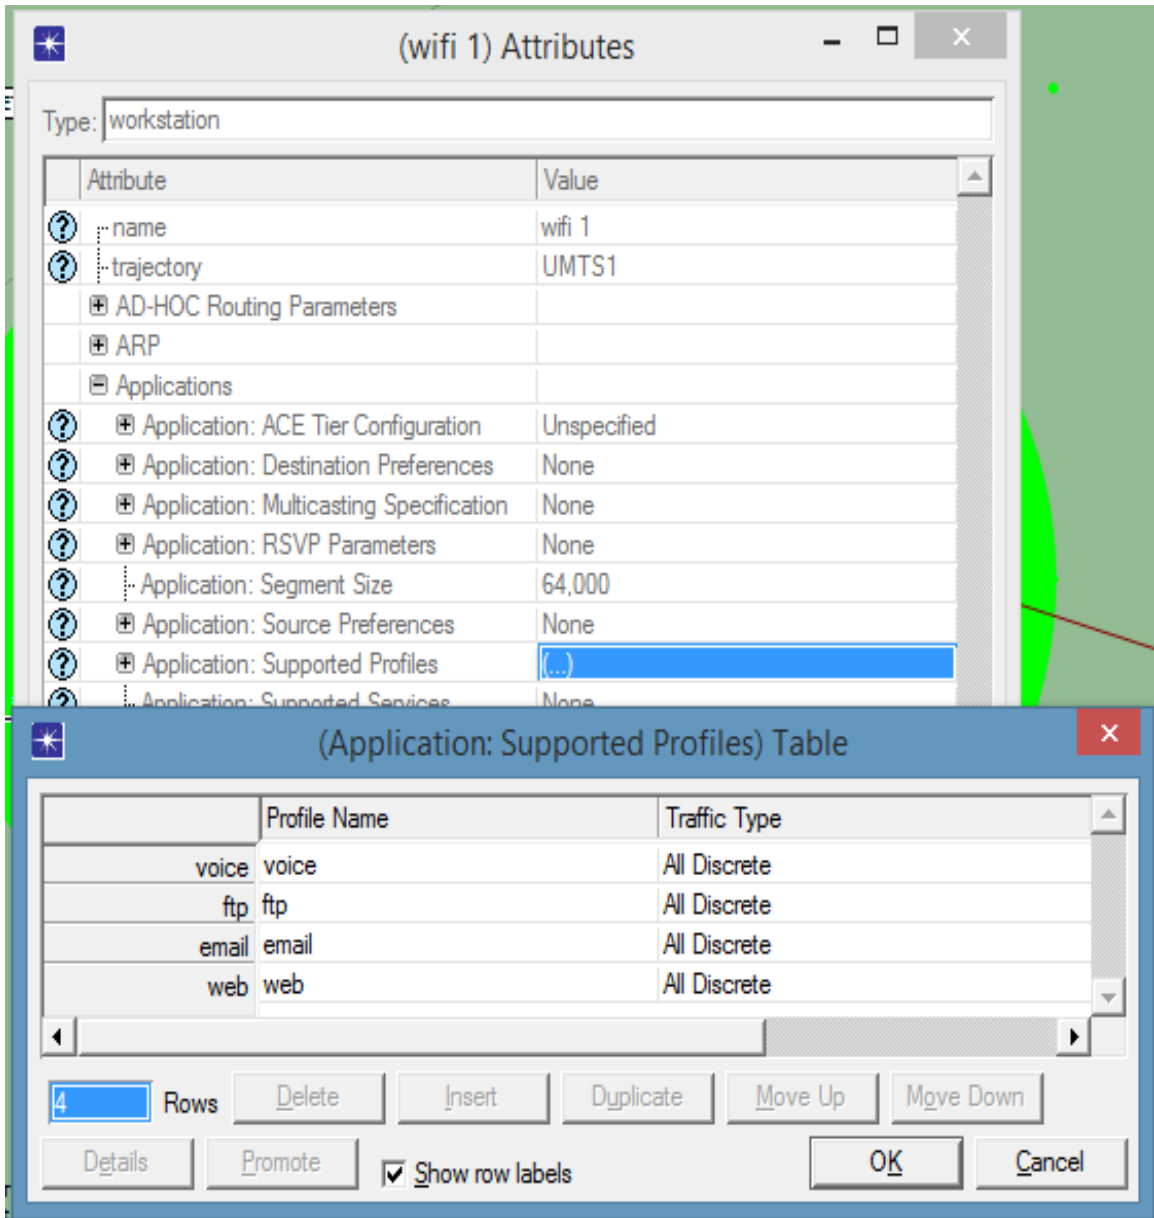 (wifi 1) Attributes
Type: workstation
Attribute Value
name wifi 1
trajectory UMTS1
AD-HOC Routing Parameters
ARP
Applications
Application: ACE Tier Configuration Unspecified
Application: Destination Preferences None
Application: Multicasting Specification None
Application: RSVP Parameters None
Application: Segment Size 64,000
Application: Source Preferences None
Application: Supported Profiles (...)
Application: Supported Services None
(Application: Supported Profiles) Table
Profile Name Traffic Type
voice voice All Discrete
ftp ftp All Discrete
email email All Discrete
web web All Discrete
4 Rows Delete Insert Duplicate Move Up Move Down
Details Promote Show row labels OK Cancel